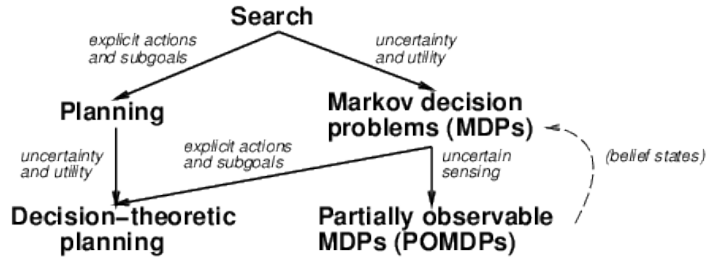 Search
explicit actions
and subgoals
uncertainty
and utility
Planning
Markov decision
problems (MDPs)
uncertainty
and utility
explicit actions
and subgoals
uncertain
sensing
(belief states)
Decision−theoretic
planning
Partially observable
MDPs (POMDPs)